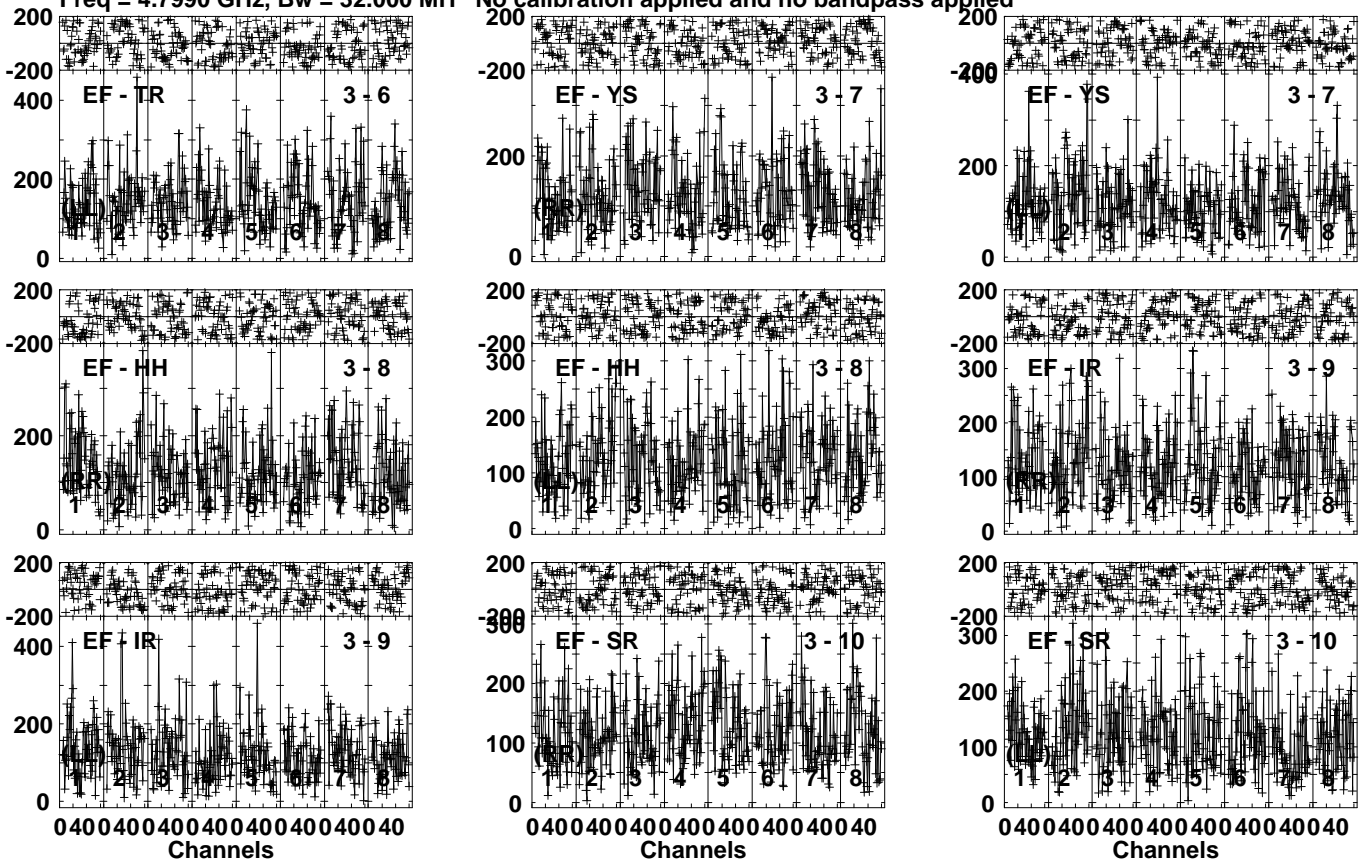 Freq = 4.7990 GHz, Bw = 32.000 MH No calibration applied and no bandpass applied
200 200 200
-200 -200
EF - TR 3 - 6 EF - YS 3 - 7 EF - YS 3 - 7
400 400
200 200 200
(LL) (RR) (LL)
1 2 3 4 5 6 7 8 1 2 3 4 5 6 7 8 1 2 3 4 5 6 7 8
0 0 0
200 200 200
-200 -200 -200
EF - HH 3 - 8 EF - HH 3 - 8 EF - IR 3 - 9
300 300
200 200 200
100 100
(RR) (LL) (RR)
1 2 3 4 5 6 7 8 1 2 3 4 5 6 7 8 1 2 3 4 5 6 7 8
0 0 0
200 200 200
-200 -200
EF - IR 3 - 9 EF - SR 3 - 10 EF - SR 3 - 10
400 300 300
200 200 200
100 100
(LL) (RR) (LL)
1 2 3 4 5 6 7 8 1 2 3 4 5 6 7 8 1 2 3 4 5 6 7 8
0 0 0
0 40 0 40 0 40 0 40 0 40 0 40 0 40 0 40 0 40 0 40 0 40 0 40 0 40 0 40 0 40 0 40 0 40 0 40 0 40 0 40 0 40 0 40 0 40 0 40
Channels Channels Channels